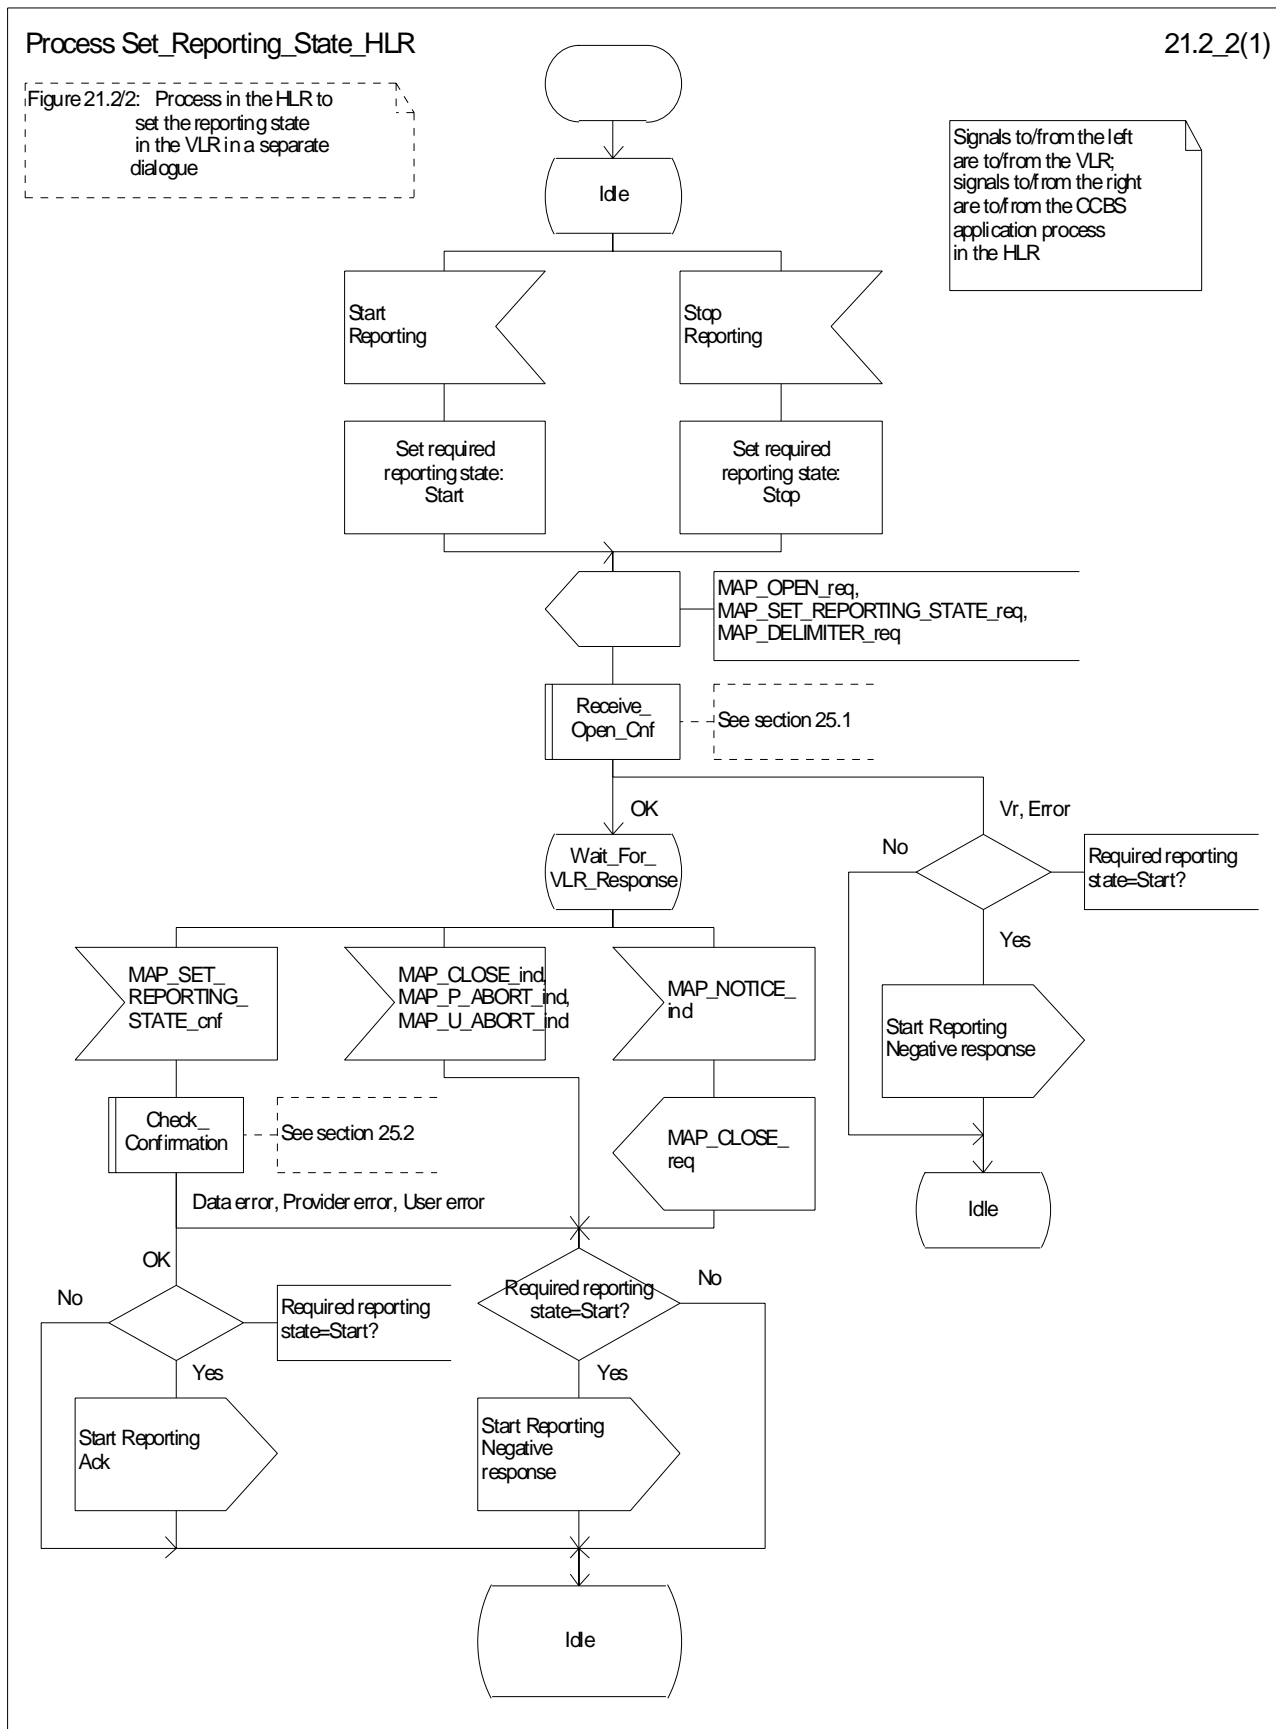 Process Set_Reporting_State_HLR
21.2_2(1)
Figure 21.2/2: Process in the HLR to
set the reporting state
in the VLR in a separate
dialogue
Signals to/from the left
are to/from the VLR;
signals to/from the right
are to/from the CCBS
application process
in the HLR
Idle
Start
Reporting
Stop
Reporting
Set required
reporting state:
Start
Set required
reporting state:
Stop
MAP_OPEN_req,
MAP_SET_REPORTING_STATE_req,
MAP_DELIMITER_req
Receive_
Open_Cnf
See section 25.1
OK
Vr, Error
Wait_For_
VLR_Response
No
Required reporting
state=Start?
Yes
MAP_SET_
REPORTING_
STATE_cnf
MAP_CLOSE_ind,
MAP_P_ABORT_ind,
MAP_U_ABORT_ind
MAP_NOTICE_
ind
Start Reporting
Negative response
Check_
Confirmation
See section 25.2
MAP_CLOSE_
req
Data error, Provider error, User error
Idle
OK
No
Required reporting
state=Start?
Required reporting
state=Start?
No
Yes
Yes
Start Reporting
Ack
Start Reporting
Negative
response
Idle